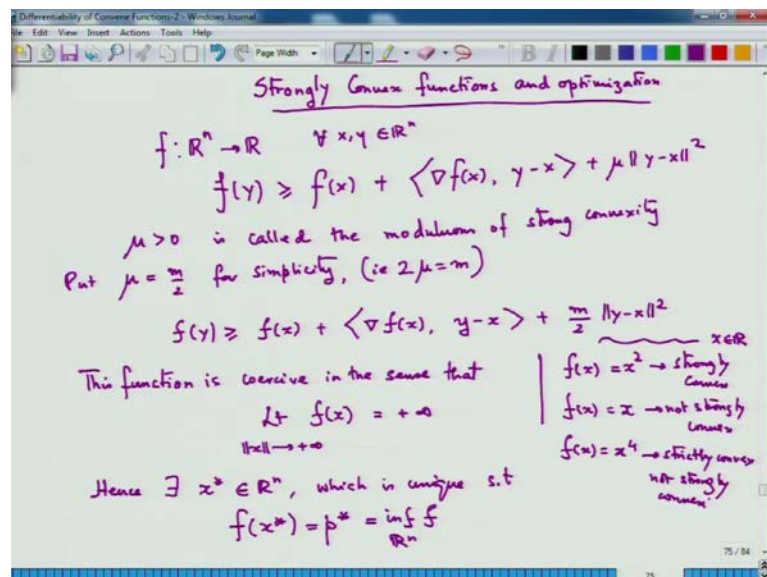 Differentiability of Convene Functions-2 - Windows Journal
File Edit View Insert Actions Tools Help
Page Width
Strongly Convex functions and optimization
f : ℝⁿ → ℝ ∀ x, y ∈ ℝⁿ
f(y) ≥ f(x) + ⟨∇f(x), y-x⟩ + μ‖y-x‖²
μ>0 is called the moduluom of strong convexity
Put μ = m/2 for simplicity, (ie 2μ=m)
f(y) ≥ f(x) + ⟨∇f(x), y-x⟩ + m/2 ‖y-x‖²
This function is coercive in the sense that
Lt f(x) = +∞
‖x‖→+∞
Hence ∃ x* ∈ ℝⁿ, which is unique s.t
f(x*) = p* = inf f
ℝⁿ
x∈ℝ
f(x) = x² → strongly
convex
f(x) = x → not strongly
convex
f(x) = x⁴ → strictly convex
not strongly
convex
75 / 84
75